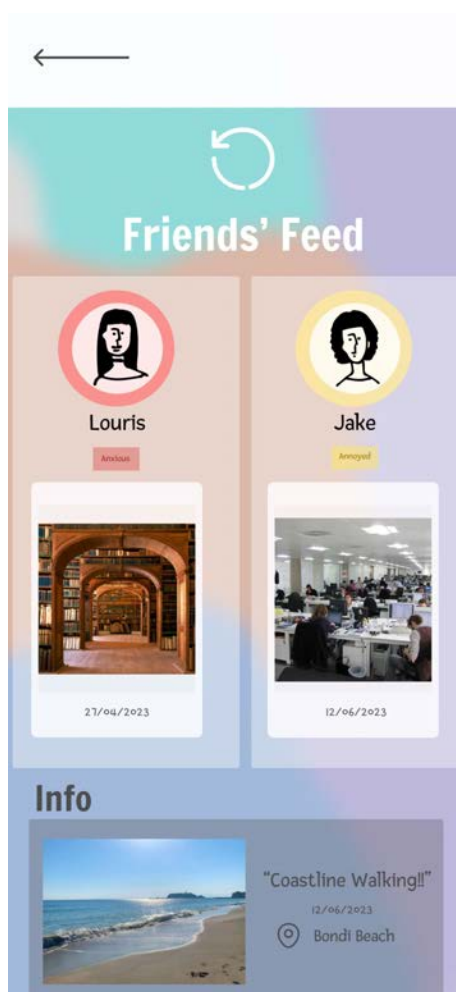 Friends' Feed
Louris
Anxious
27/04/2023
Jake
Annoyed
12/06/2023
Info
"Coastline Walking!!"
12/06/2023
Bondi Beach